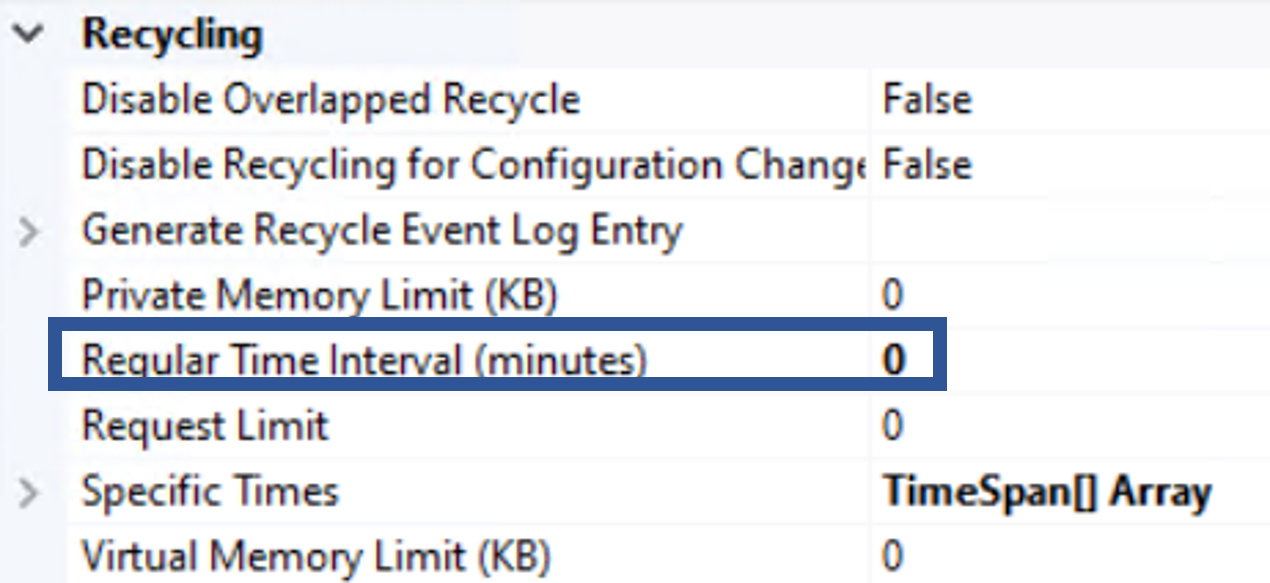 Recycling
Disable Overlapped Recycle False
Disable Recycling for Configuration Change False
Generate Recycle Event Log Entry
Private Memory Limit (KB) 0
Regular Time Interval (minutes) 0
Request Limit 0
Specific Times TimeSpan[] Array
Virtual Memory Limit (KB) 0